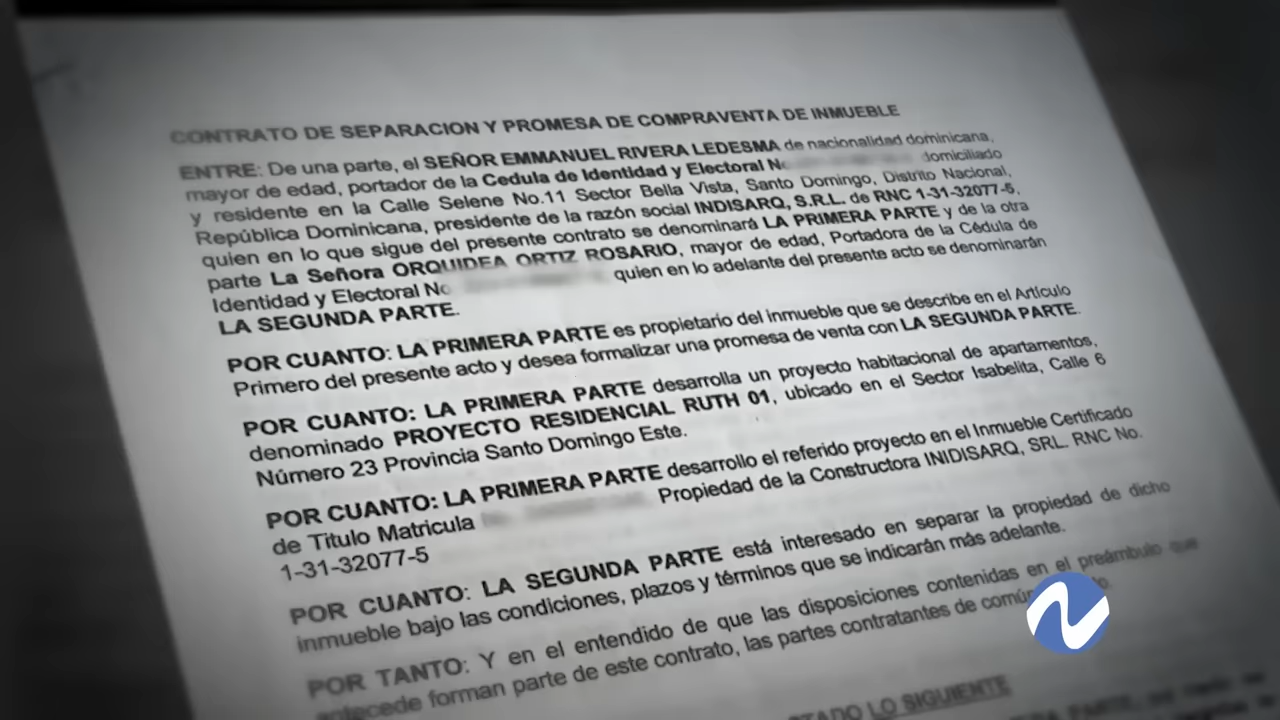 CONTRATO DE SEPARACION Y PROMESA DE COMPRAVENTA DE INMUEBLE
ENTRE: De una parte, el SEÑOR EMMANUEL RIVERA LEDESMA de nacionalidad dominicana,
mayor de edad, portador de la Cedula de Identidad y Electoral domiciliado
y residente en la Calle Selene No.11 Sector Bella Vista, Santo Domingo, Distrito Nacional,
República Dominicana, presidente de la razón social INDISARQ, S.R.L. de RNC 1-31-32077-5,
quien en lo que sigue del presente contrato se denominará LA PRIMERA PARTE y de la otra
parte La Señora ORQUIDEA ORTIZ ROSARIO, mayor de edad, Portadora de la Cédula de
Identidad y Electoral quien en lo adelante del presente acto se denominarán
LA SEGUNDA PARTE.
POR CUANTO: LA PRIMERA PARTE es propietario del inmueble que se describe en el Artículo
Primero del presente acto y desea formalizar una promesa de venta con LA SEGUNDA PARTE.
POR CUANTO: LA PRIMERA PARTE desarrolla un proyecto habitacional de apartamentos,
denominado PROYECTO RESIDENCIAL RUTH 01, ubicado en el Sector Isabelita, Calle 6
Número 23 Provincia Santo Domingo Este.
POR CUANTO: LA PRIMERA PARTE desarrollo el referido proyecto en el Inmueble Certificado
de Titulo Matricula Propiedad de la Constructora INIDISARQ, SRL. RNC No.
1-31-32077-5
POR CUANTO: LA SEGUNDA PARTE está interesado en separar la propiedad de dicho
inmueble bajo las condiciones, plazos y términos que se indicarán más adelante.
POR TANTO: Y en el entendido de que las disposiciones contenidas en el preámbulo que
antecede forman parte de este contrato, las partes contratantes de
LO SIGUIENTE